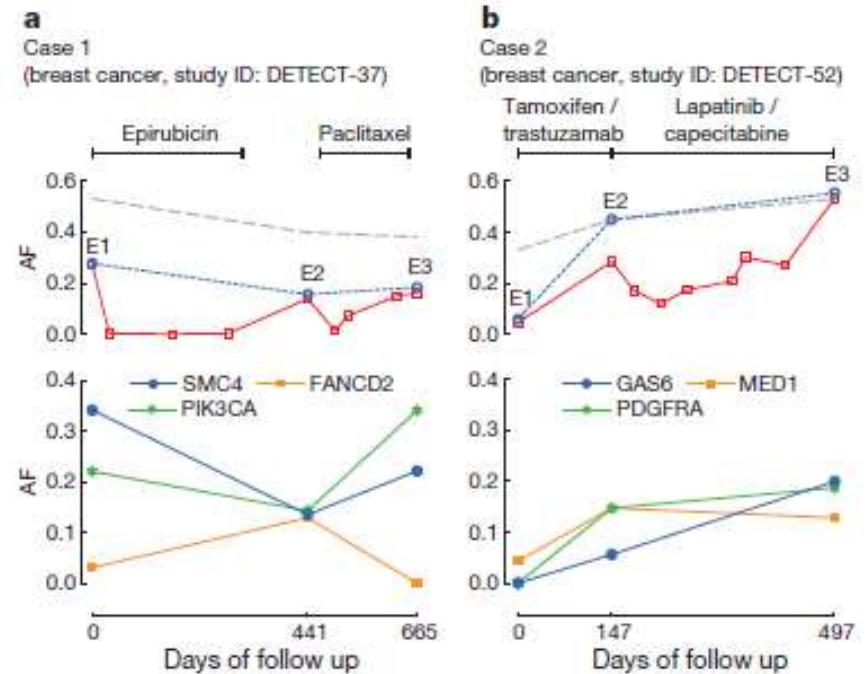 a
Case 1
(breast cancer, study ID: DETECT-37)
Epirubicin
Paclitaxel
0.6
0.4
0.2
0.0
AF
E1
E2
E3
0.4
0.3
0.2
0.1
0.0
AF
SMC4
FANCD2
PIK3CA
0
441
665
Days of follow up
b
Case 2
(breast cancer, study ID: DETECT-52)
Tamoxifen /
trastuzamab
Lapatinib /
capecitabine
0.6
0.4
0.2
0.0
E1
E2
E3
0.4
0.3
0.2
0.1
0.0
GAS6
MED1
PDGFRA
0
147
497
Days of follow up